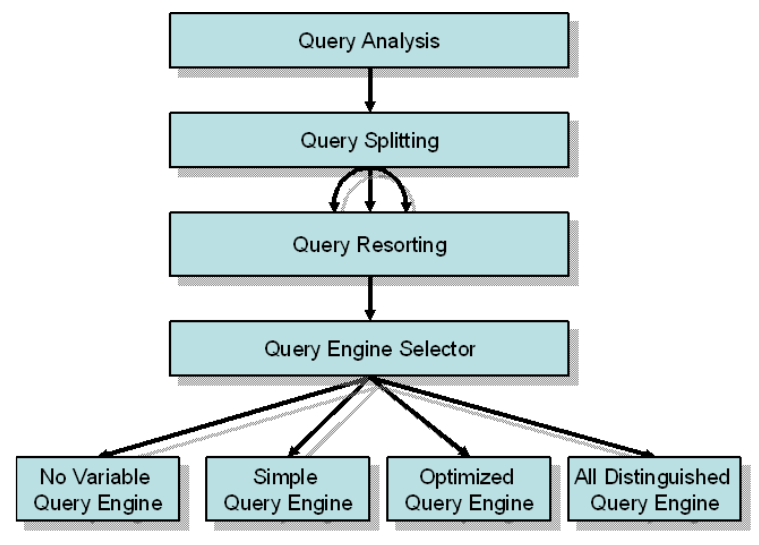 Query Analysis
Query Splitting
Query Resorting
Query Engine Selector
No Variable
Query Engine
Simple
Query Engine
Optimized
Query Engine
All Distinguished
Query Engine